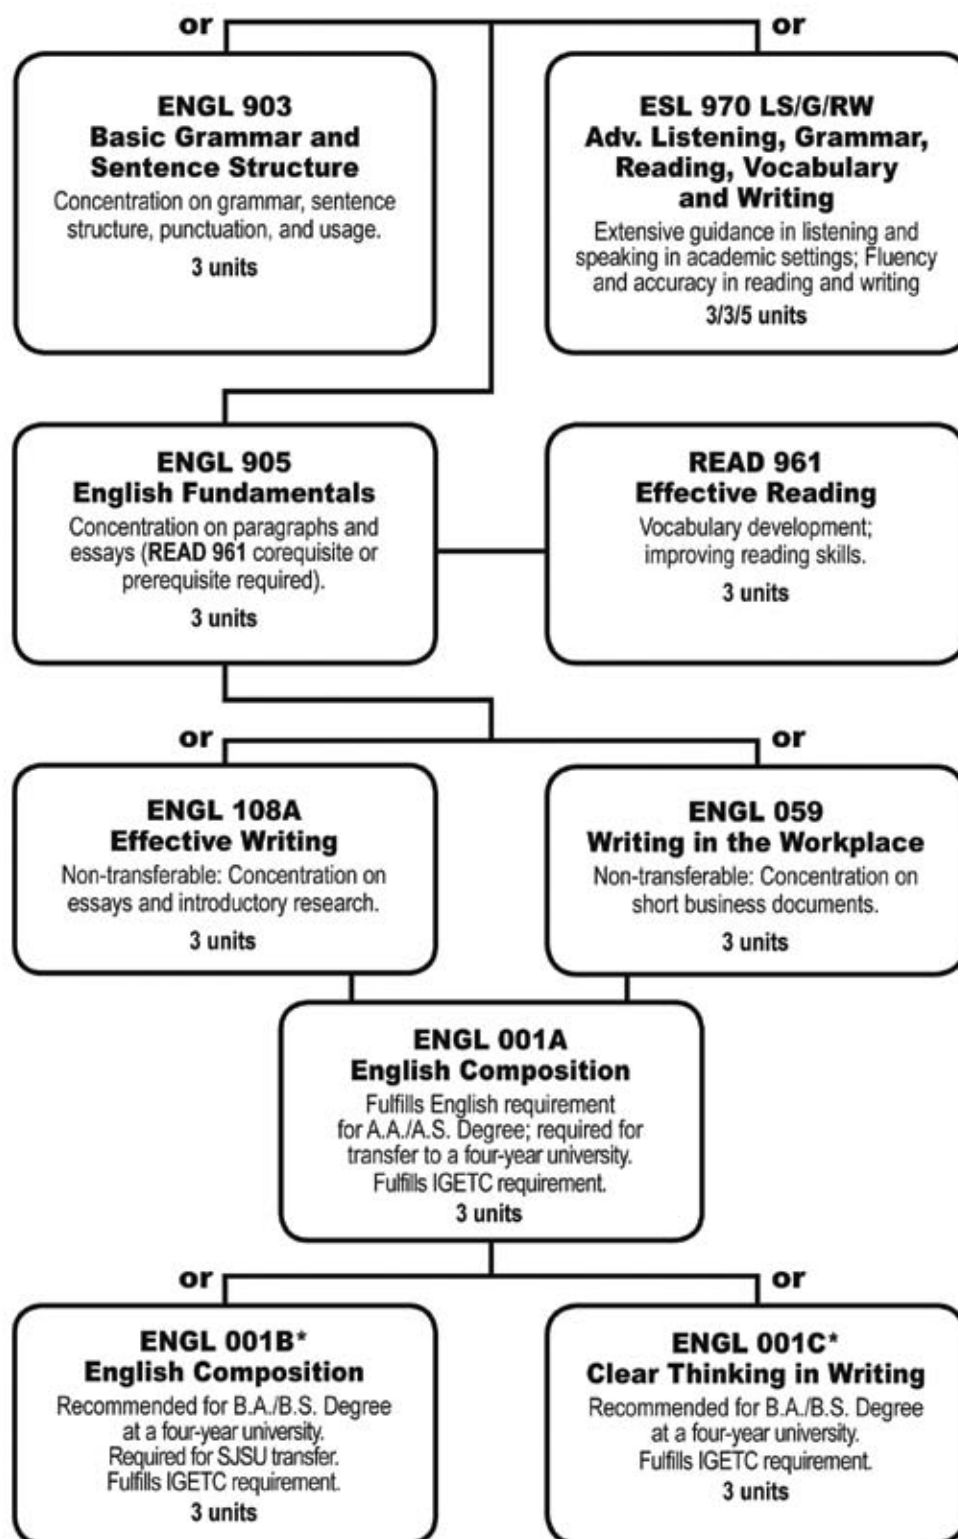 or
or
ENGL 903
Basic Grammar and
Sentence Structure
Concentration on grammar, sentence
structure, punctuation, and usage.
3 units
ESL 970 LS/G/RW
Adv. Listening, Grammar,
Reading, Vocabulary
and Writing
Extensive guidance in listening and
speaking in academic settings; Fluency
and accuracy in reading and writing
3/3/5 units
ENGL 905
English Fundamentals
Concentration on paragraphs and
essays (READ 961 corequisite or
prerequisite required).
3 units
READ 961
Effective Reading
Vocabulary development;
improving reading skills.
3 units
or
or
ENGL 108A
Effective Writing
Non-transferable: Concentration on
essays and introductory research.
3 units
ENGL 059
Writing in the Workplace
Non-transferable: Concentration on
short business documents.
3 units
ENGL 001A
English Composition
Fulfills English requirement
for A.A./A.S. Degree; required for
transfer to a four-year university.
Fulfills IGETC requirement.
3 units
or
or
ENGL 001B*
English Composition
Recommended for B.A./B.S. Degree
at a four-year university.
Required for SJSU transfer.
Fulfills IGETC requirement.
3 units
ENGL 001C*
Clear Thinking in Writing
Recommended for B.A./B.S. Degree
at a four-year university.
Fulfills IGETC requirement.
3 units